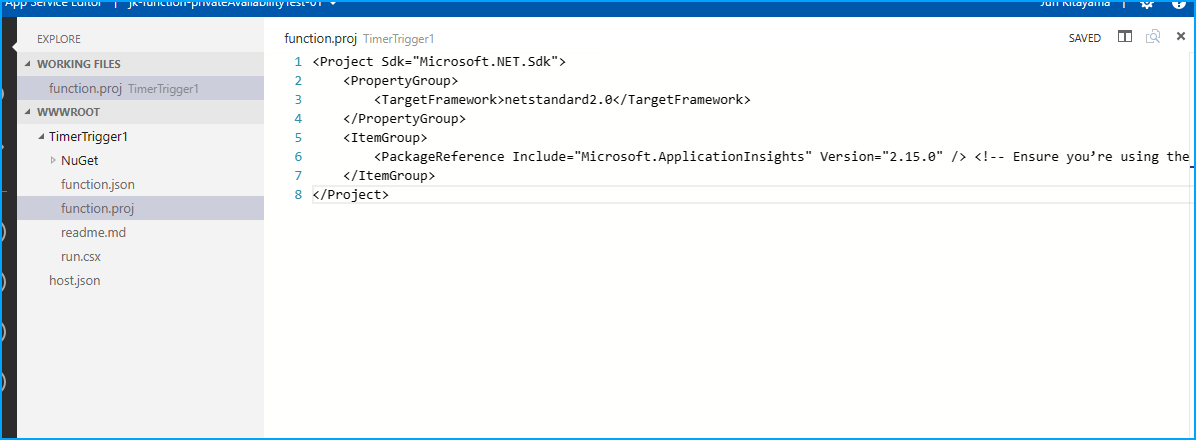 App Service Editor | jk-function-privateAvailabilityTest-01
Jun Kitayama
EXPLORE
WORKING FILES
function.proj TimerTrigger1
WWWROOT
TimerTrigger1
NuGet
function.json
function.proj
readme.md
run.csx
host.json
function.proj TimerTrigger1
SAVED
1 <Project Sdk="Microsoft.NET.Sdk">
2 <PropertyGroup>
3 <TargetFramework>netstandard2.0</TargetFramework>
4 </PropertyGroup>
5 <ItemGroup>
6 <PackageReference Include="Microsoft.ApplicationInsights" Version="2.15.0" /> <!-- Ensure you’re using the
7 </ItemGroup>
8 </Project>